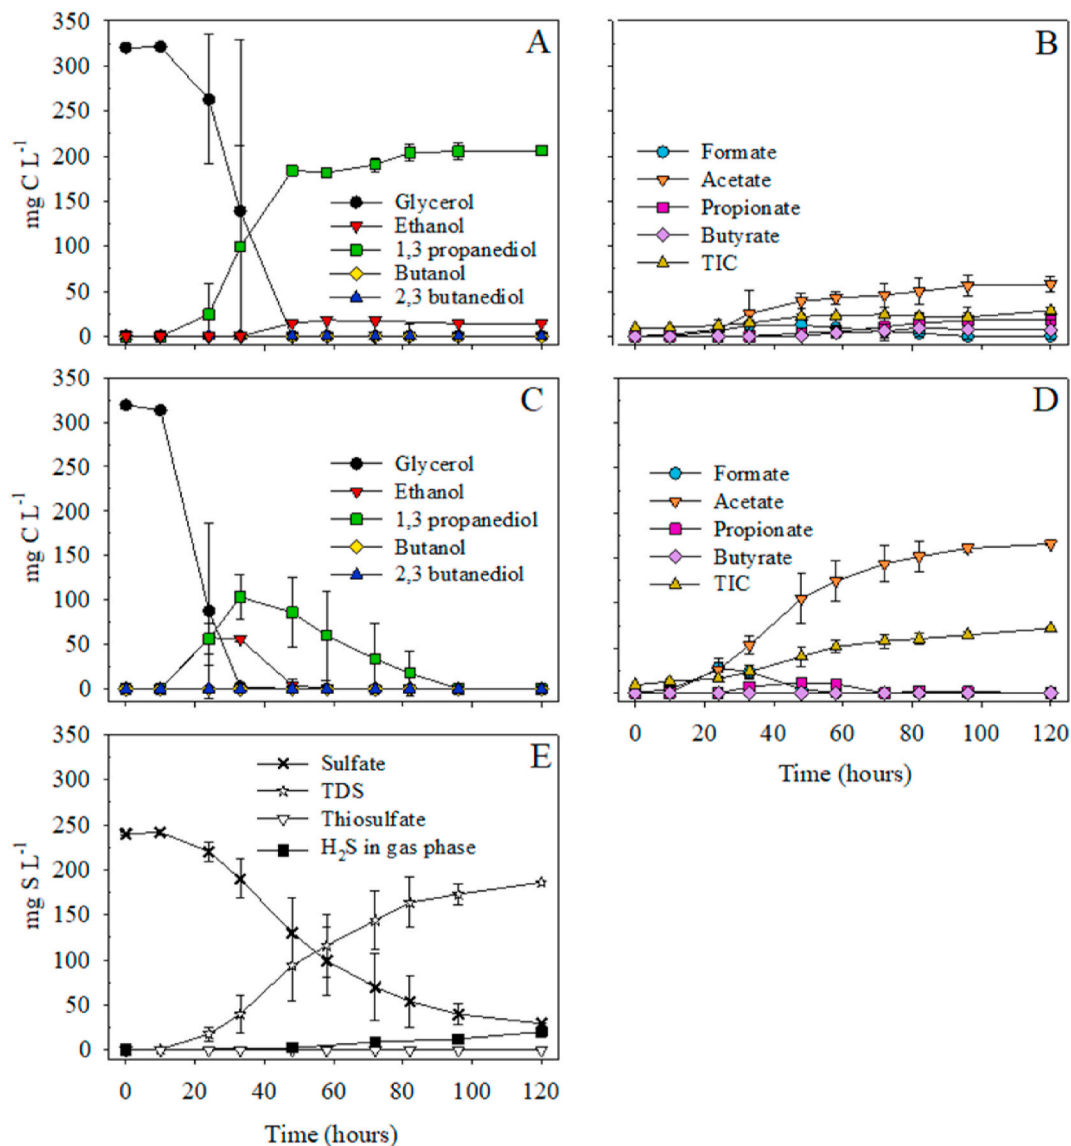 A
350
300
250
200
150
100
50
0
mg C L-1
Glycerol
Ethanol
1,3 propanediol
Butanol
2,3 butanediol
B
Formate
Acetate
Propionate
Butyrate
TIC
C
350
300
250
200
150
100
50
0
mg C L-1
Glycerol
Ethanol
1,3 propanediol
Butanol
2,3 butanediol
D
Formate
Acetate
Propionate
Butyrate
TIC
0 20 40 60 80 100 120
Time (hours)
E
350
300
250
200
150
100
50
0
mg S L-1
Sulfate
TDS
Thiosulfate
H2S in gas phase
0 20 40 60 80 100 120
Time (hours)